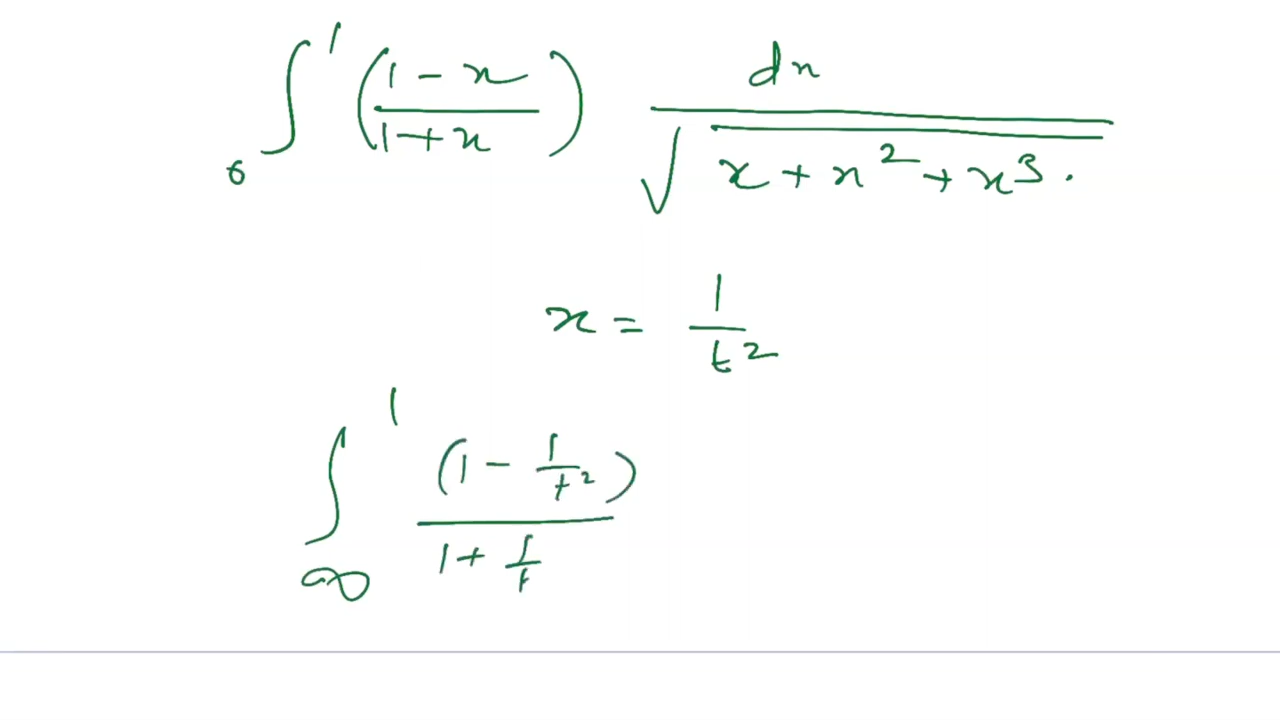 ∫₀¹ ((1 - x)/(1 + x)) dx/√(x + x² + x³).
x = 1/t²
∫_∞^1 (1 - 1/t²)/(1 + 1/t